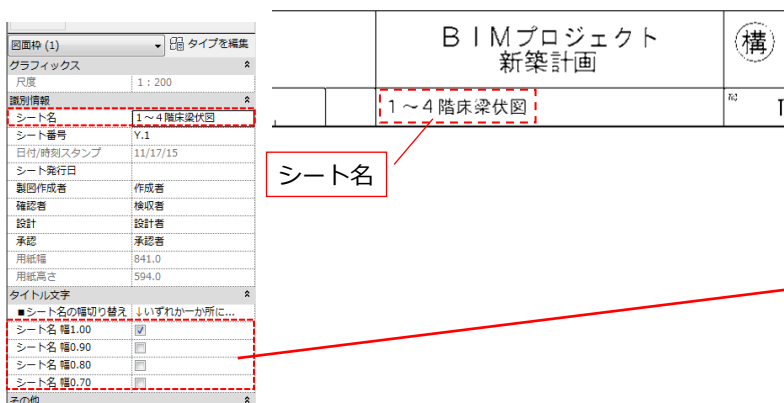 図面枠 (1)
タイプを編集
グラフィックス
尺度 1 : 200
識別情報
シート名 1～4階床梁伏図
シート番号 Y.1
日付/時刻スタンプ 11/17/15
シート発行日
製図作成者 作成者
確認者 検収者
設計 設計者
承認 承認者
用紙幅 841.0
用紙高さ 594.0
タイトル文字
■シート名の幅切り替え ↓いずれか一か所に...
シート名 幅1.00
シート名 幅0.90
シート名 幅0.80
シート名 幅0.70
その他
ＢＩＭプロジェクト
新築計画
構
1～4階床梁伏図
シート名